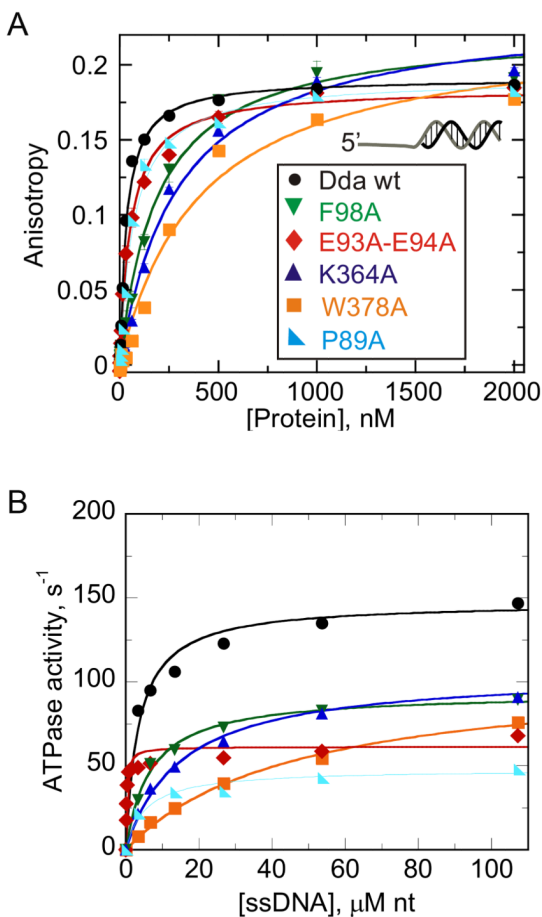 A
0.2
0.15
0.1
0.05
0
Anisotropy
5’
Dda wt
F98A
E93A-E94A
K364A
W378A
P89A
0 500 1000 1500 2000
[Protein], nM
B
200
150
100
50
0
ATPase activity, s-1
0 20 40 60 80 100
[ssDNA], μM nt